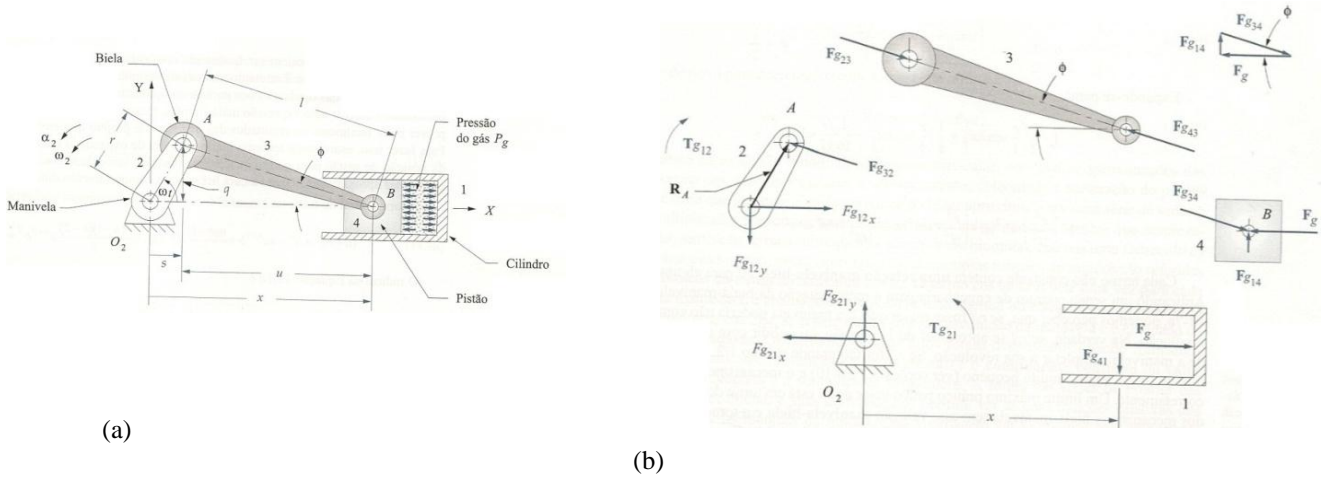 Biela
Y
A
l
α2
ω2
r
2
3
ϕ
Pressão
do gás Pg
q
ωt
B
1
X
Manivela
4
O2
Cilindro
s
u
x
Pistão
(a)
Fg34
ϕ
Fg14
Fg
Fg23
3
ϕ
Fg43
A
Tg12
2
RA
Fg32
Fg12x
Fg12y
Fg34
B
Fg
4
Fg14
Fg21y
Tg21
Fg21x
Fg
Fg41
O2
1
x
(b)